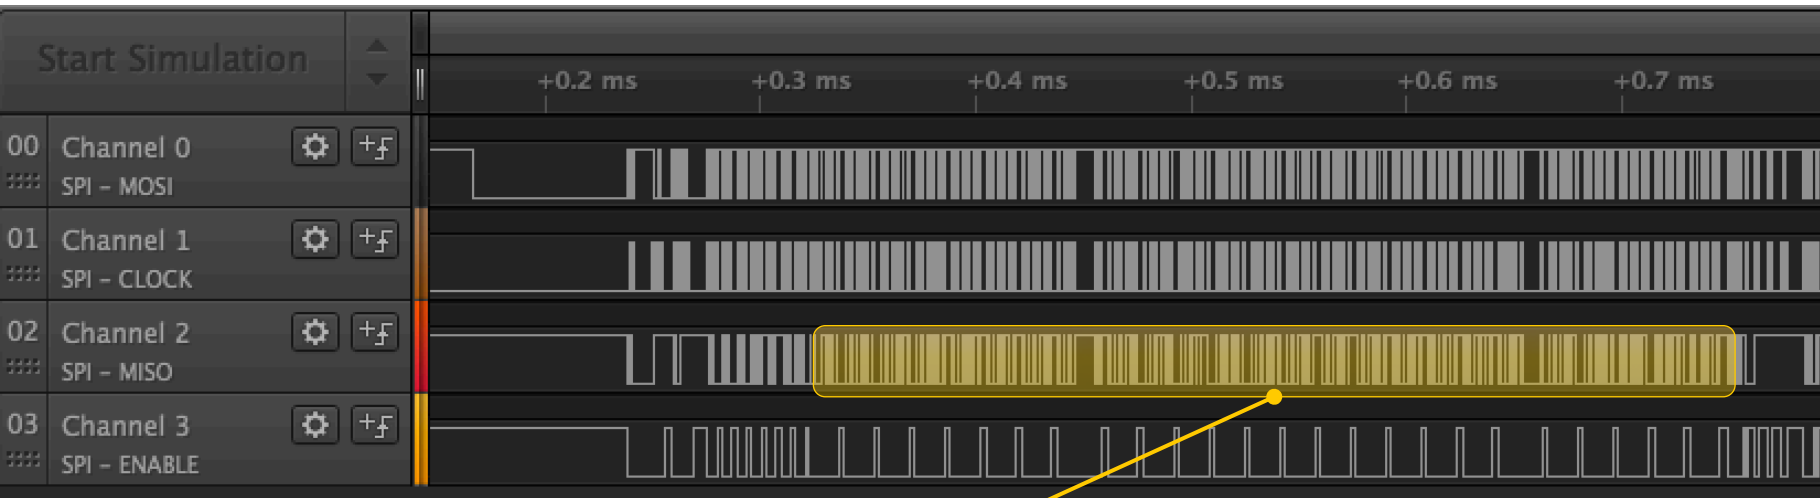 Start Simulation
+0.2 ms +0.3 ms +0.4 ms +0.5 ms +0.6 ms +0.7 ms
00 Channel 0
SPI – MOSI
01 Channel 1
SPI – CLOCK
02 Channel 2
SPI – MISO
03 Channel 3
SPI – ENABLE